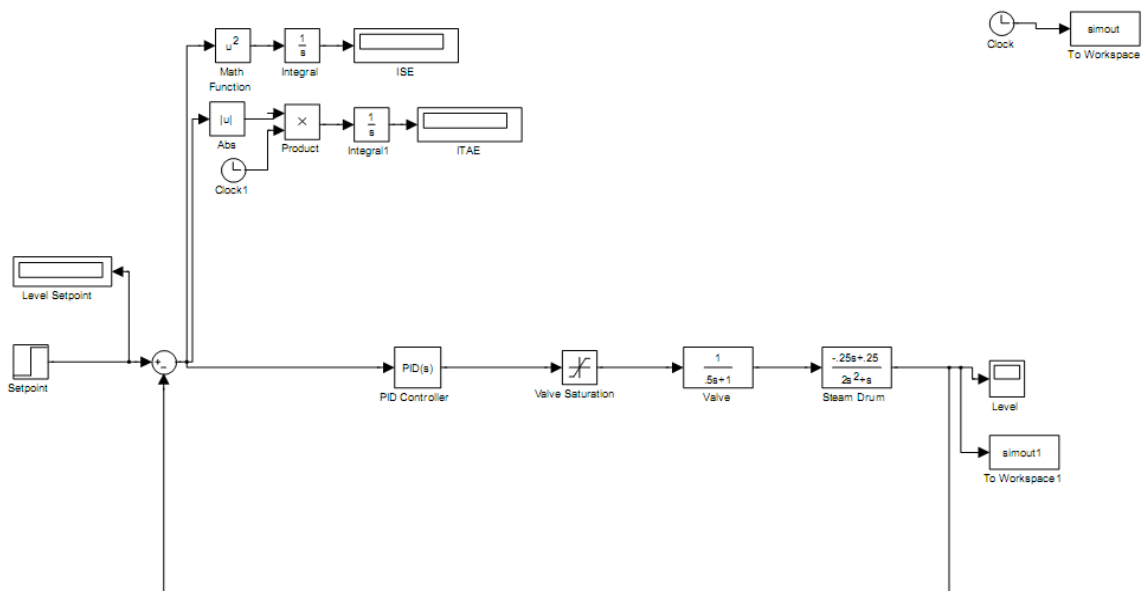 u²
Math
Function
1
s
Integral
ISE
Clock
simout
To Workspace
|u|
Abs
×
Product
1
s
Integral1
ITAE
Clock1
Level Setpoint
Setpoint
+
−
PID(s)
PID Controller
Valve Saturation
1
.5s+1
Valve
-.25s+.25
2s²+s
Steam Drum
Level
simout1
To Workspace1